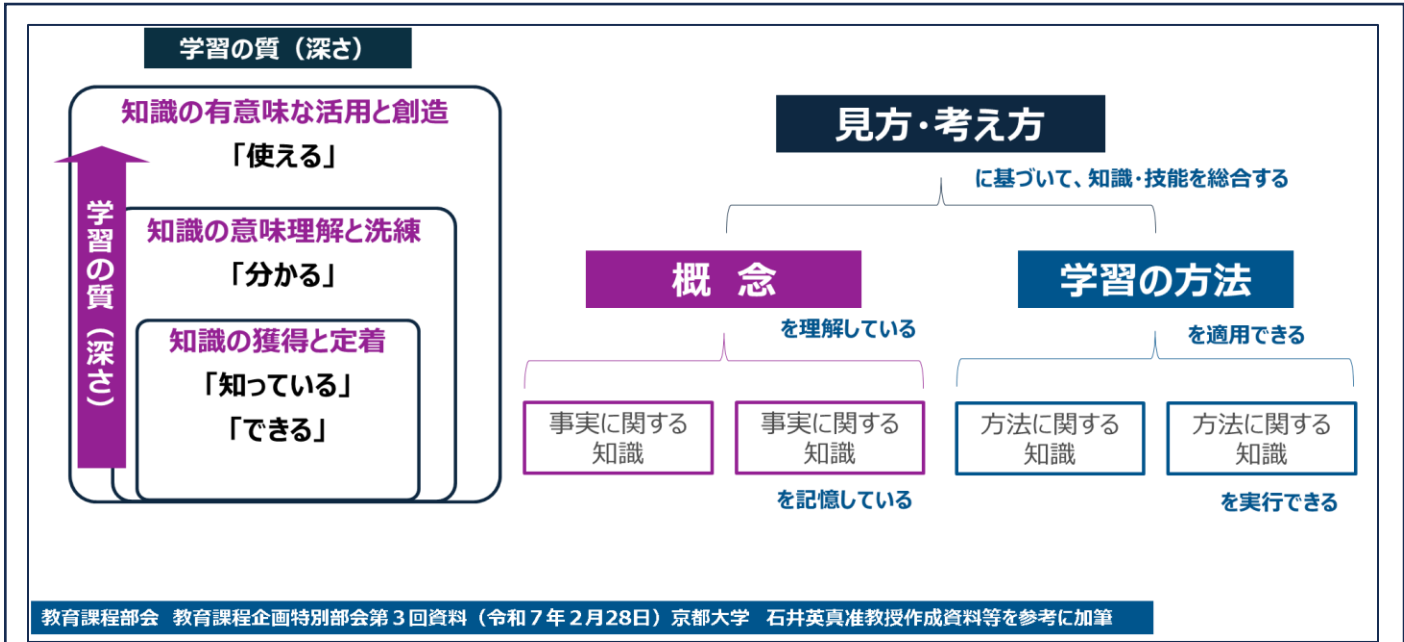 学習の質（深さ）
知識の有意味な活用と創造
「使える」
知識の意味理解と洗練
「分かる」
知識の獲得と定着
「知っている」
「できる」
学習の質（深さ）
見方・考え方
に基づいて、知識・技能を総合する
概 念
を理解している
学習の方法
を適用できる
事実に関する
知識
事実に関する
知識
を記憶している
方法に関する
知識
方法に関する
知識
を実行できる
教育課程部会 教育課程企画特別部会第３回資料（令和７年２月28日）京都大学 石井英真准教授作成資料等を参考に加筆